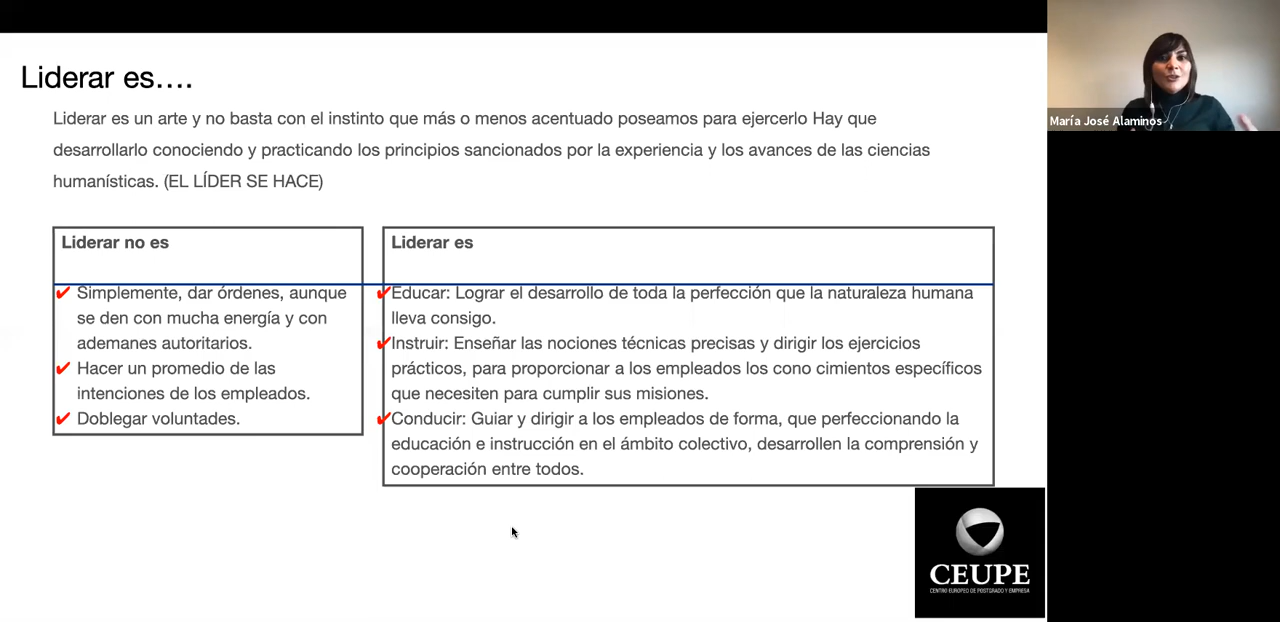 Liderar es....
Liderar es un arte y no basta con el instinto que más o menos acentuado poseamos para ejercerlo Hay que
desarrollarlo conociendo y practicando los principios sancionados por la experiencia y los avances de las ciencias
humanísticas. (EL LÍDER SE HACE)
Liderar no es
✔ Simplemente, dar órdenes, aunque
se den con mucha energía y con
ademanes autoritarios.
✔ Hacer un promedio de las
intenciones de los empleados.
✔ Doblegar voluntades.
Liderar es
✔ Educar: Lograr el desarrollo de toda la perfección que la naturaleza humana
lleva consigo.
✔ Instruir: Enseñar las nociones técnicas precisas y dirigir los ejercicios
prácticos, para proporcionar a los empleados los cono cimientos específicos
que necesiten para cumplir sus misiones.
✔ Conducir: Guiar y dirigir a los empleados de forma, que perfeccionando la
educación e instrucción en el ámbito colectivo, desarrollen la comprensión y
cooperación entre todos.
María José Alaminos
CEUPE
CENTRO EUROPEO DE POSTGRADO Y EMPRESA